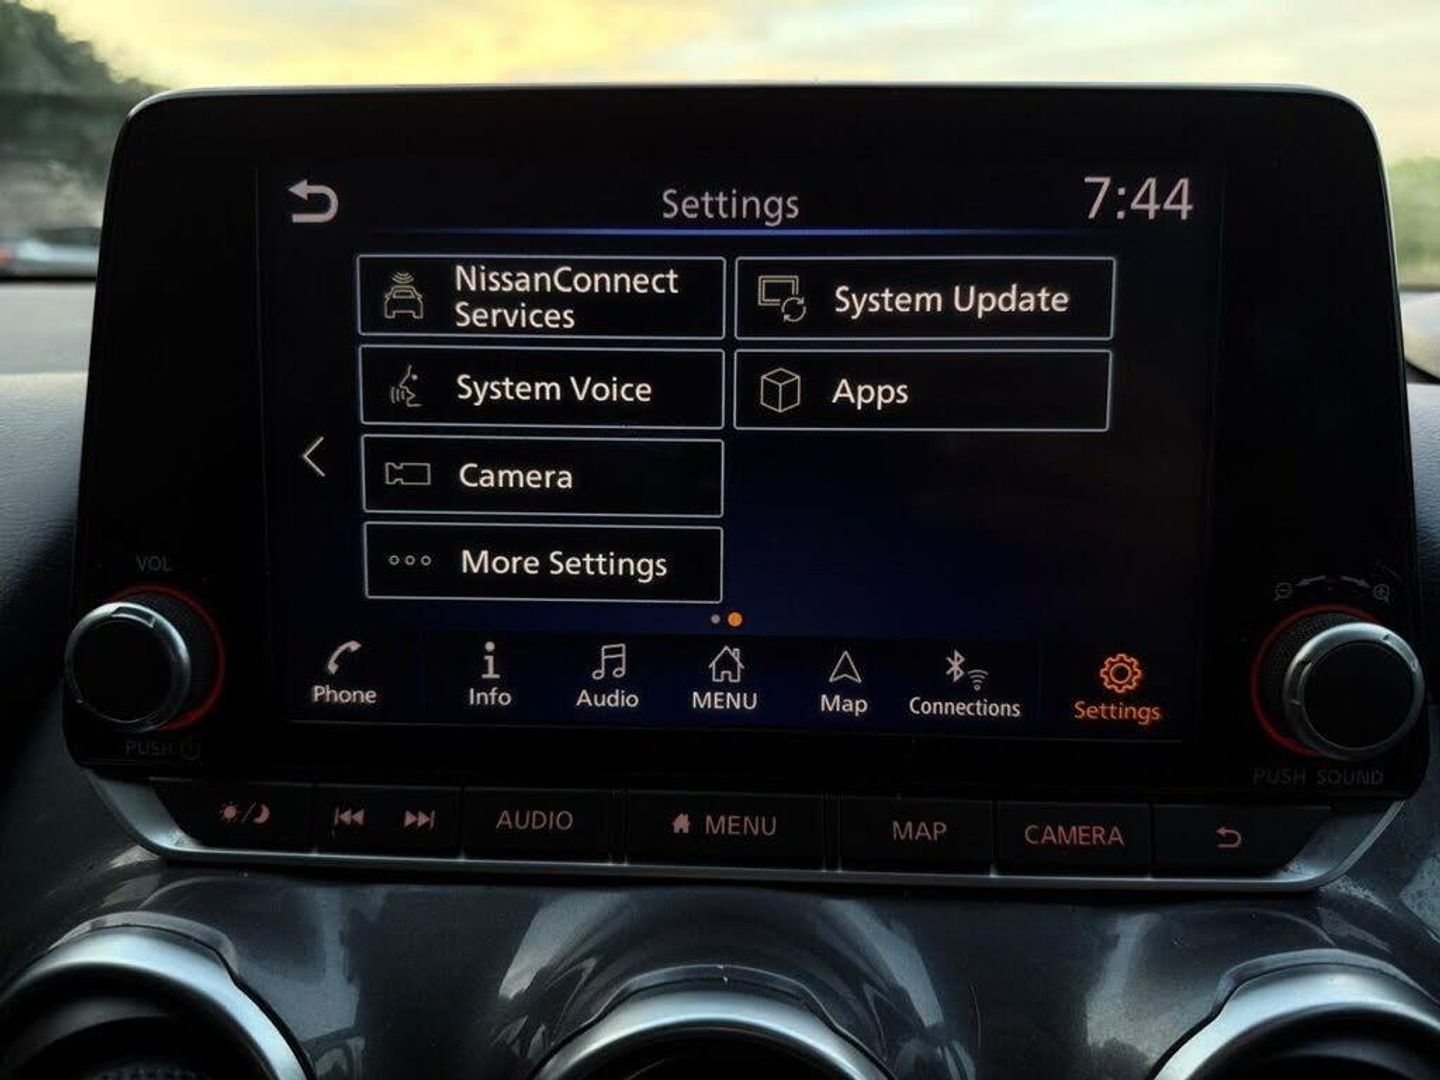 Settings
7:44
NissanConnect
Services
System Update
System Voice
Apps
Camera
More Settings
Phone
Info
Audio
MENU
Map
Connections
Settings
VOL
PUSH
PUSH SOUND
AUDIO
MENU
MAP
CAMERA